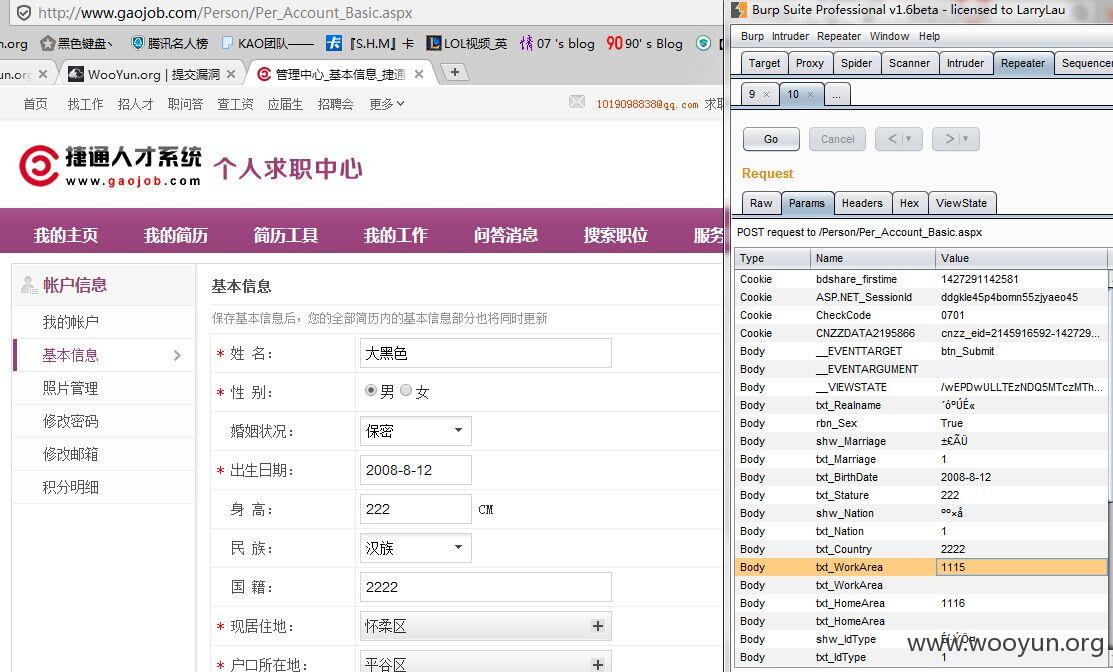 http://www.gaojob.com/Person/Per_Account_Basic.aspx
n.org 黑色键盘、 腾讯名人榜 KAO团队—— 『S.H.M』卡 LOL视频_英 07 's blog 90' s Blog
un.org WooYun.org | 提交漏洞 管理中心_基本信息_捷通
首页 找工作 招人才 职问答 查工资 应届生 招聘会 更多 1019098838@qq.com 求职
捷通人才系统
www.gaojob.com
个人求职中心
我的主页 我的简历 简历工具 我的工作 问答消息 搜索职位 服务
帐户信息
我的帐户
基本信息
照片管理
修改密码
修改邮箱
积分明细
基本信息
保存基本信息后，您的全部简历内的基本信息部分也将同时更新
* 姓 名： 大黑色
* 性 别： 男 女
婚姻状况： 保密
* 出生日期： 2008-8-12
身 高： 222 CM
民 族： 汉族
国 籍： 2222
* 现居住地： 怀柔区 +
* 户口所在地： 平谷区 +
Burp Suite Professional v1.6beta - licensed to LarryLau
Burp Intruder Repeater Window Help
Target Proxy Spider Scanner Intruder Repeater Sequencer
9 × 10 × ...
Go Cancel < > 
Request
Raw Params Headers Hex ViewState
POST request to /Person/Per_Account_Basic.aspx
Type Name Value
Cookie bdshare_firstime 1427291142581
Cookie ASP.NET_SessionId ddgkle45p4bomn55zjyaeo45
Cookie CheckCode 0701
Cookie CNZZDATA2195866 cnzz_eid=2145916592-142729...
Body __EVENTTARGET btn_Submit
Body __EVENTARGUMENT
Body __VIEWSTATE /wEPDwULLTEzNDQ5MTczMTh...
Body txt_Realname ´óºÚÉ«
Body rbn_Sex True
Body shw_Marriage ±£ÃÜ
Body txt_Marriage 1
Body txt_BirthDate 2008-8-12
Body txt_Stature 222
Body shw_Nation ºº×å
Body txt_Nation 1
Body txt_Country 2222
Body txt_WorkArea 1115
Body txt_WorkArea
Body txt_HomeArea 1116
Body txt_HomeArea
Body shw_IdType
Body txt_IdType 1
www.wooyun.org